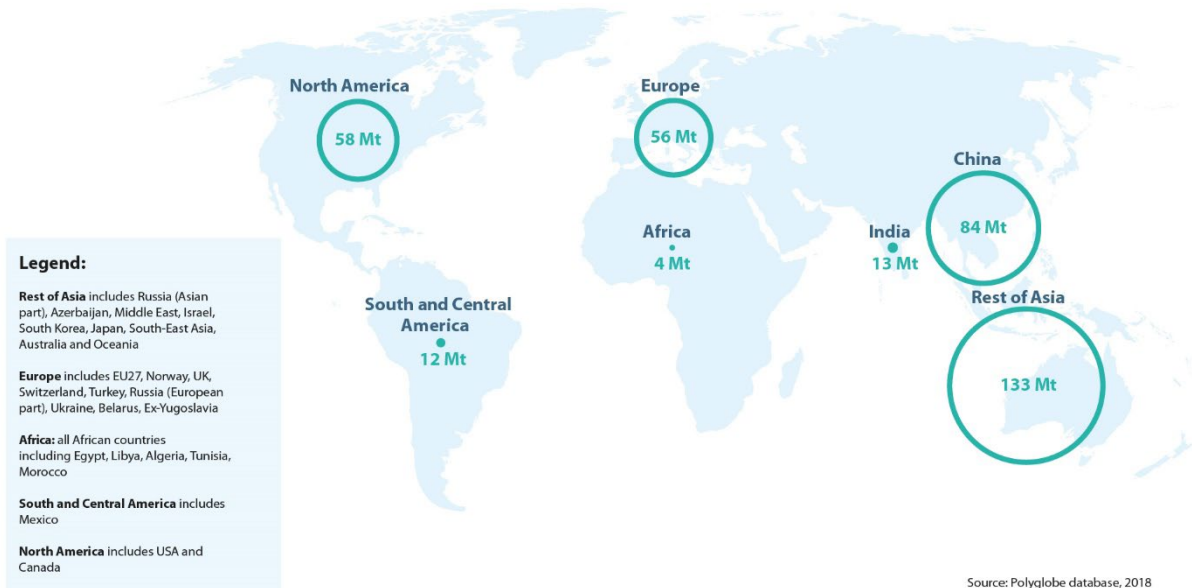 North America
58 Mt
Europe
56 Mt
China
84 Mt
Africa
4 Mt
India
13 Mt
Rest of Asia
133 Mt
South and Central
America
12 Mt
Legend:
Rest of Asia includes Russia (Asian
part), Azerbaijan, Middle East, Israel,
South Korea, Japan, South-East Asia,
Australia and Oceania
Europe includes EU27, Norway, UK,
Switzerland, Turkey, Russia (European
part), Ukraine, Belarus, Ex-Yugoslavia
Africa: all African countries
including Egypt, Libya, Algeria, Tunisia,
Morocco
South and Central America includes
Mexico
North America includes USA and
Canada
Source: Polyglobe database, 2018